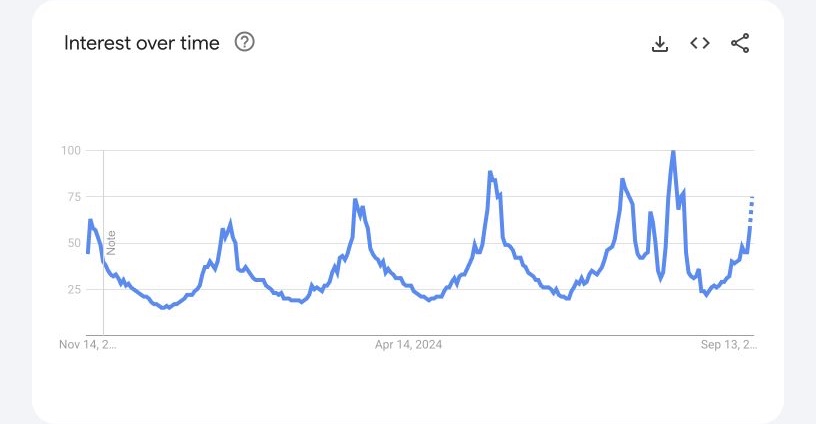 Interest over time
100
75
50
25
Note
Nov 14, 2...
Apr 14, 2024
Sep 13, 2...